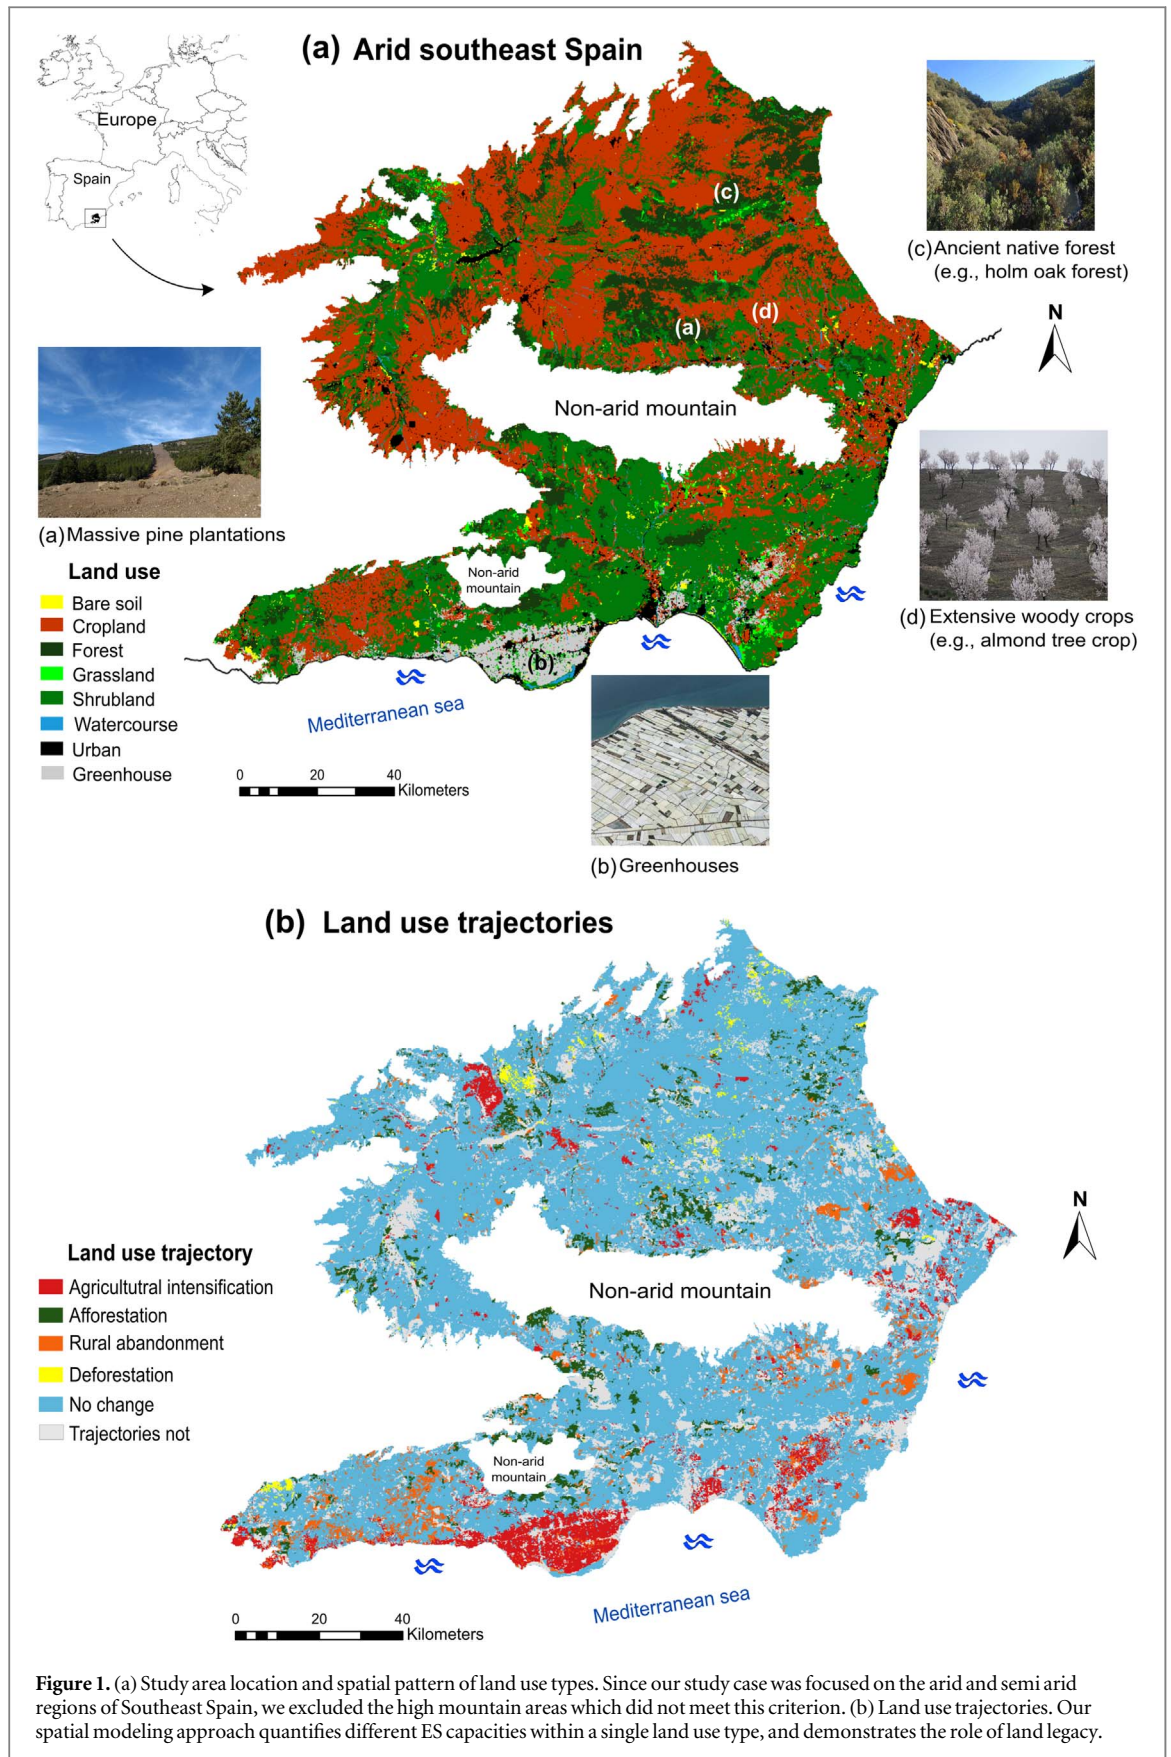 (a) Arid southeast Spain
Europe
Spain
(c)
(d)
(a)
Non-arid mountain
Non-arid
mountain
(b)
(c) Ancient native forest
(e.g., holm oak forest)
N
(a) Massive pine plantations
(d) Extensive woody crops
(e.g., almond tree crop)
Land use
Bare soil
Cropland
Forest
Grassland
Shrubland
Watercourse
Urban
Greenhouse
Mediterranean sea
0 20 40
Kilometers
(b) Greenhouses
(b) Land use trajectories
N
Non-arid mountain
Non-arid
mountain
Land use trajectory
Agricultutral intensification
Afforestation
Rural abandonment
Deforestation
No change
Trajectories not
Mediterranean sea
0 20 40
Kilometers
Figure 1. (a) Study area location and spatial pattern of land use types. Since our study case was focused on the arid and semi arid
regions of Southeast Spain, we excluded the high mountain areas which did not meet this criterion. (b) Land use trajectories. Our
spatial modeling approach quantifies different ES capacities within a single land use type, and demonstrates the role of land legacy.